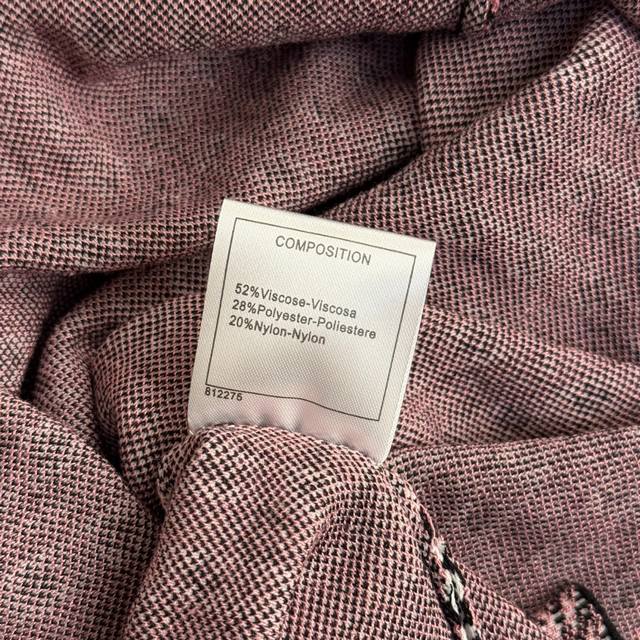 COMPOSITION
52%Viscose-Viscosa
28%Polyester-Poliestere
20%Nylon-Nylon
812275